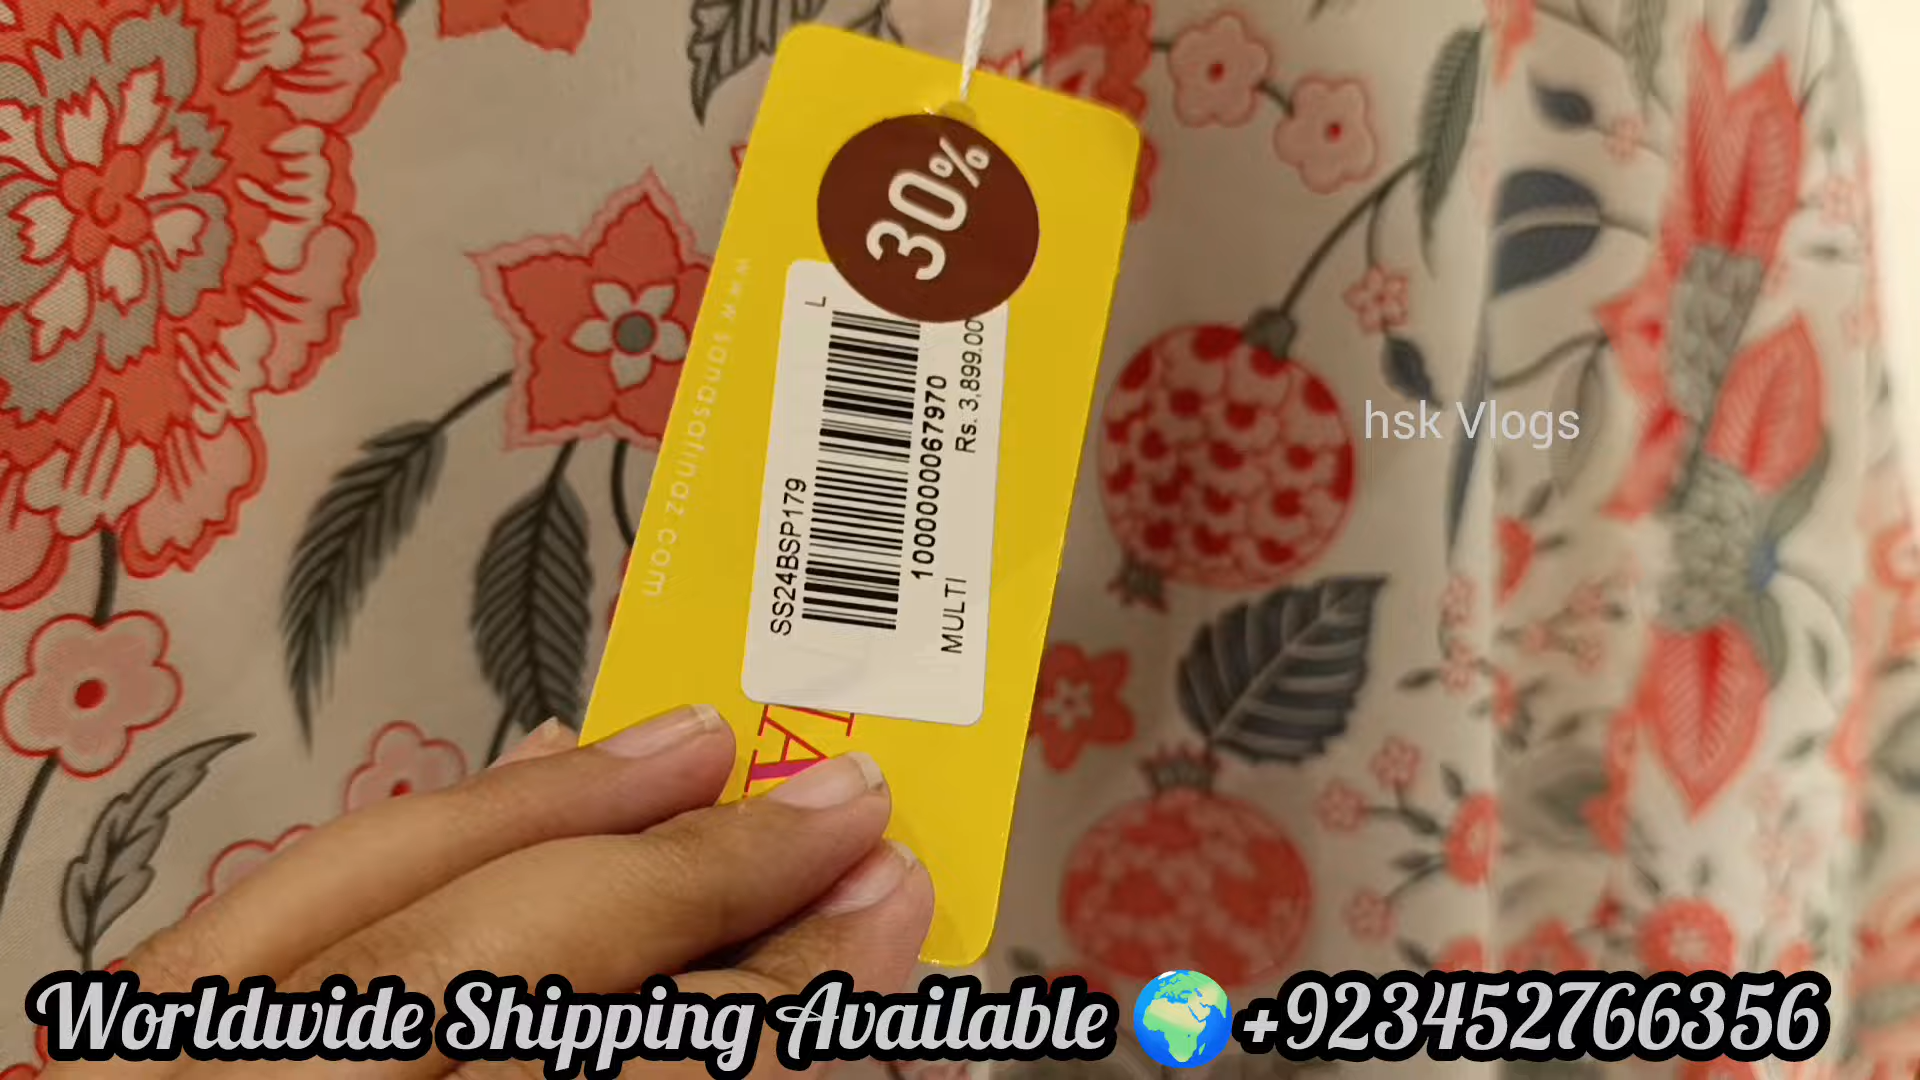 30%
www.sanasafinaz.com
L
SS24BSP179
1000000067970
Rs. 3,899.00
MULTI
hsk Vlogs
Worldwide Shipping Available 🌍+923452766356